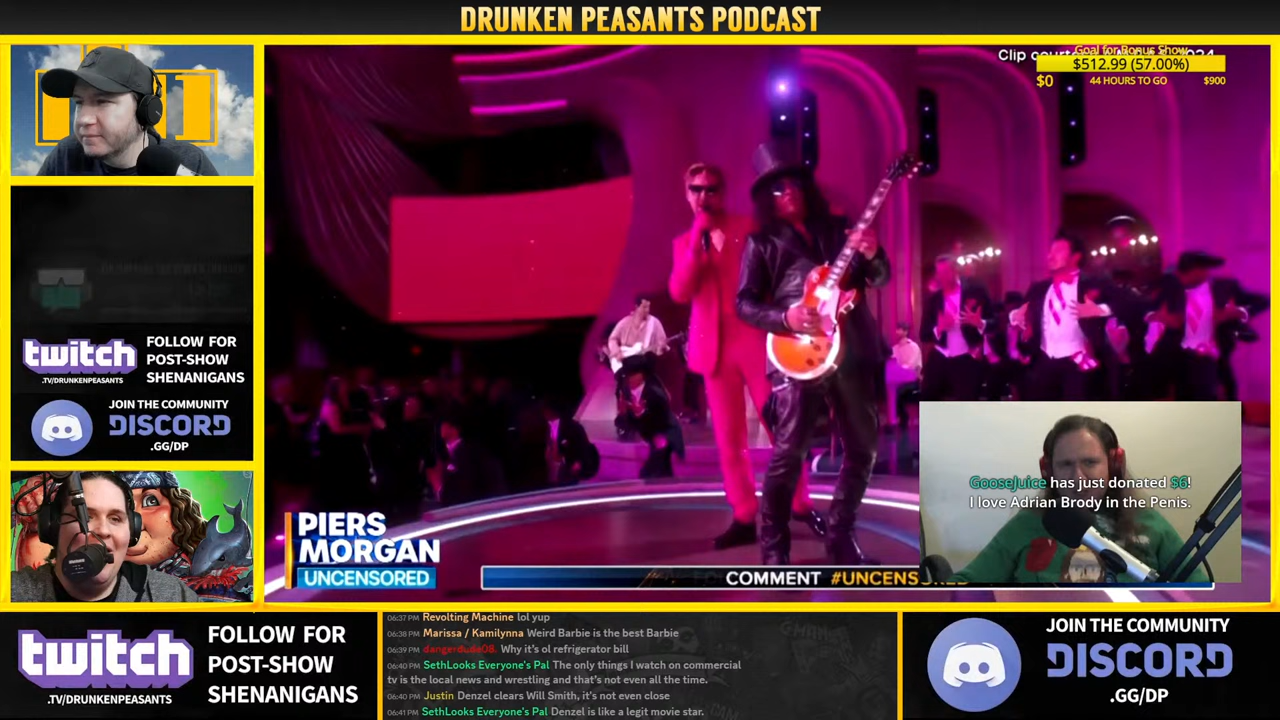 DRUNKEN PEASANTS PODCAST
Clip
2024
Goal for Bonus Show
$512.99 (57.00%)
$0
44 HOURS TO GO
$900
twitch
.TV/DRUNKENPEASANTS
FOLLOW FOR
POST-SHOW
SHENANIGANS
JOIN THE COMMUNITY
DISCORD
.GG/DP
GooseJuice has just donated $6!
I love Adrian Brody in the Penis.
PIERS
MORGAN
UNCENSORED
COMMENT #UNCENSORED
06:37 PM Revolting Machine lol yup
06:38 PM Marissa / Kamilynna Weird Barbie is the best Barbie
06:39 PM dangerdude08. Why it's ol refrigerator bill
06:40 PM SethLooks Everyone's Pal The only things I watch on commercial
tv is the local news and wrestling and that's not even all the time.
06:40 PM Justin Denzel clears Will Smith, it's not even close
06:41 PM SethLooks Everyone's Pal Denzel is like a legit movie star.
twitch
.TV/DRUNKENPEASANTS
FOLLOW FOR
POST-SHOW
SHENANIGANS
JOIN THE COMMUNITY
DISCORD
.GG/DP